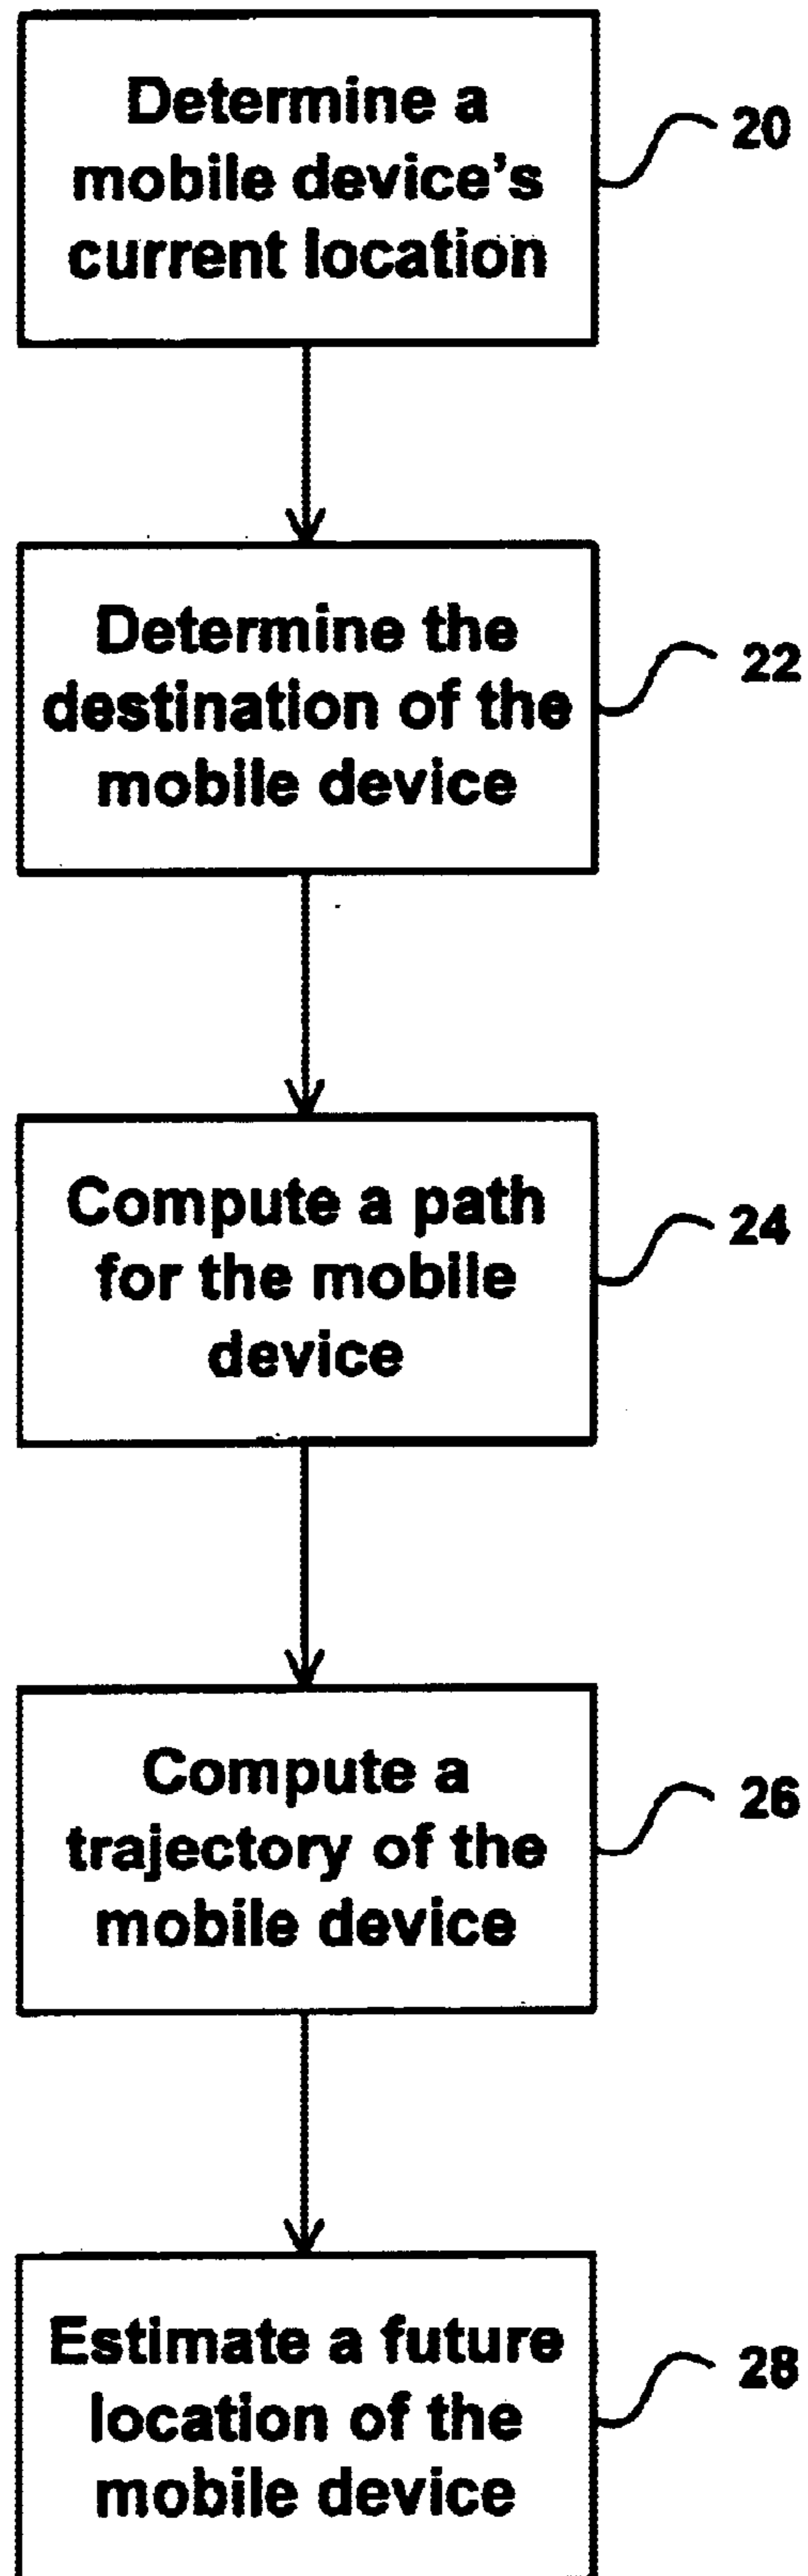 Determine a
mobile device's
current location
20
Determine the
destination of the
mobile device
22
Compute a path
for the mobile
device
24
Compute a
trajectory of the
mobile device
26
Estimate a future
location of the
mobile device
28